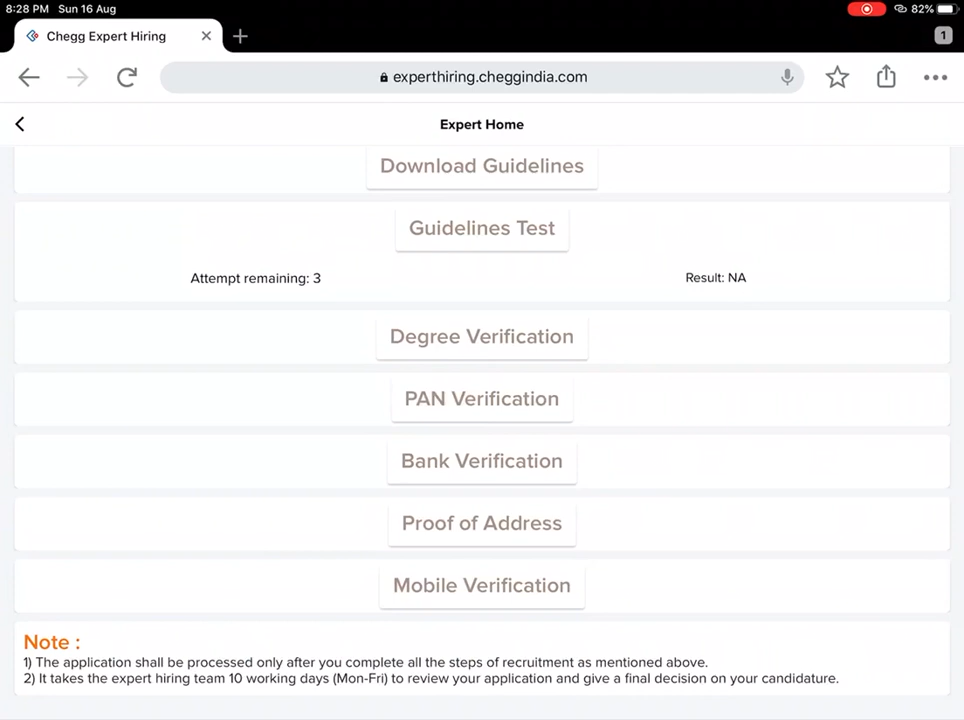 8:28 PM Sun 16 Aug
82%
Chegg Expert Hiring
1
experthiring.cheggindia.com
Expert Home
Download Guidelines
Guidelines Test
Attempt remaining: 3
Result: NA
Degree Verification
PAN Verification
Bank Verification
Proof of Address
Mobile Verification
Note :
1) The application shall be processed only after you complete all the steps of recruitment as mentioned above.
2) It takes the expert hiring team 10 working days (Mon-Fri) to review your application and give a final decision on your candidature.